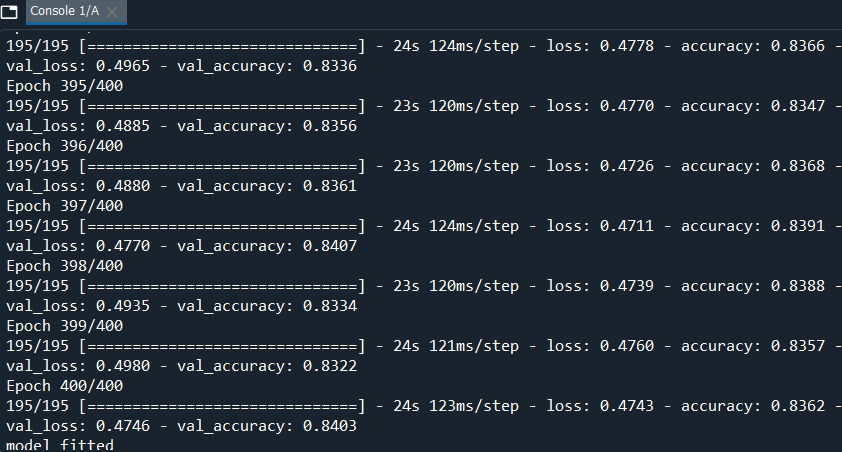 Console 1/A
195/195 [==============================] - 24s 124ms/step - loss: 0.4778 - accuracy: 0.8366 -
val_loss: 0.4965 - val_accuracy: 0.8336
Epoch 395/400
195/195 [==============================] - 23s 120ms/step - loss: 0.4770 - accuracy: 0.8347 -
val_loss: 0.4885 - val_accuracy: 0.8356
Epoch 396/400
195/195 [==============================] - 23s 120ms/step - loss: 0.4726 - accuracy: 0.8368 -
val_loss: 0.4880 - val_accuracy: 0.8361
Epoch 397/400
195/195 [==============================] - 24s 124ms/step - loss: 0.4711 - accuracy: 0.8391 -
val_loss: 0.4770 - val_accuracy: 0.8407
Epoch 398/400
195/195 [==============================] - 23s 120ms/step - loss: 0.4739 - accuracy: 0.8388 -
val_loss: 0.4935 - val_accuracy: 0.8334
Epoch 399/400
195/195 [==============================] - 24s 121ms/step - loss: 0.4760 - accuracy: 0.8357 -
val_loss: 0.4980 - val_accuracy: 0.8322
Epoch 400/400
195/195 [==============================] - 24s 123ms/step - loss: 0.4743 - accuracy: 0.8362 -
val_loss: 0.4746 - val_accuracy: 0.8403
model fitted